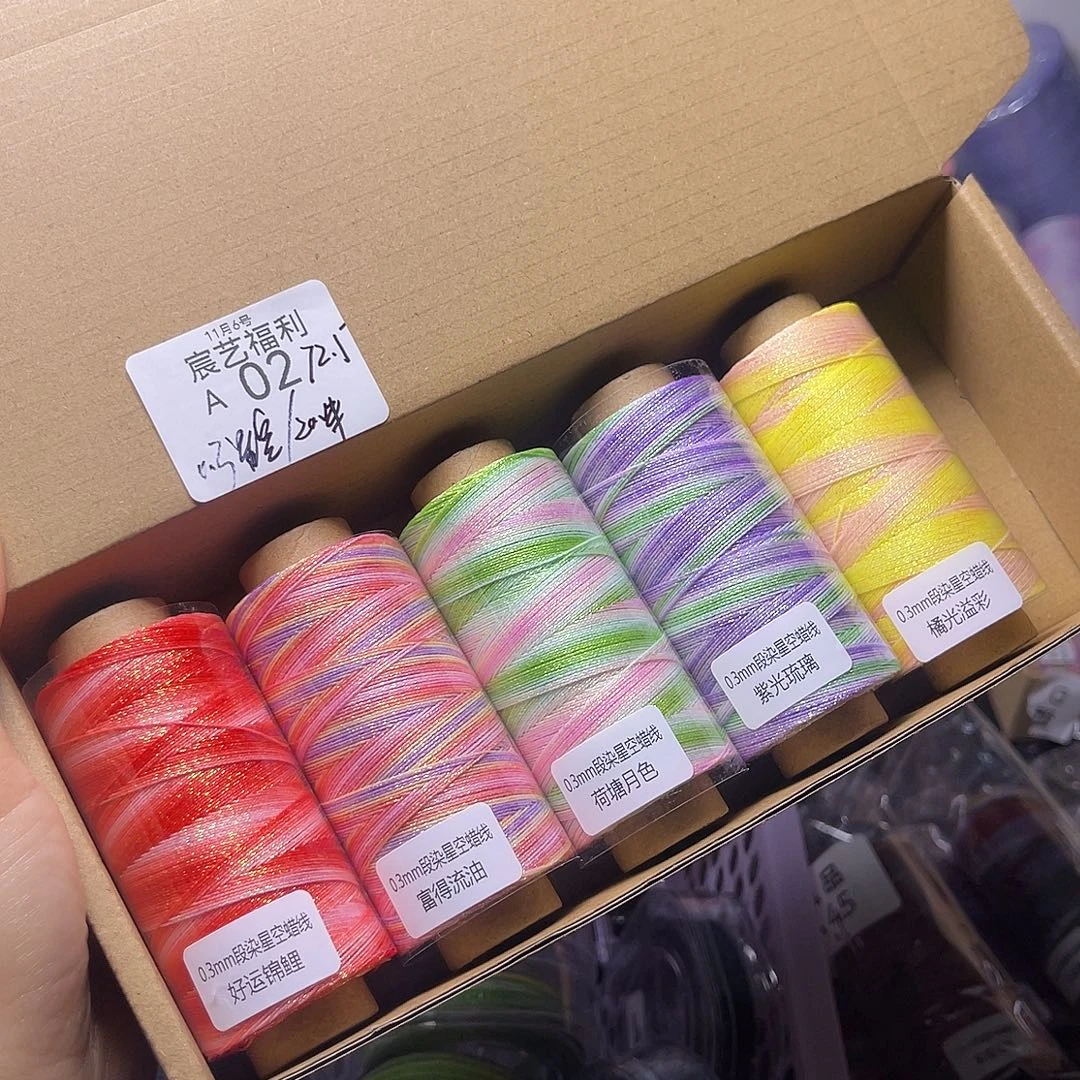 11月6号
宸艺福利
A 02 72.1
0.3mm段染星空蜡线
好运锦鲤
0.3mm段染星空蜡线
富得流油
0.3mm段染星空蜡线
荷塘月色
0.3mm段染星空蜡线
紫光琉璃
0.3mm段染星空蜡线
橘光溢彩